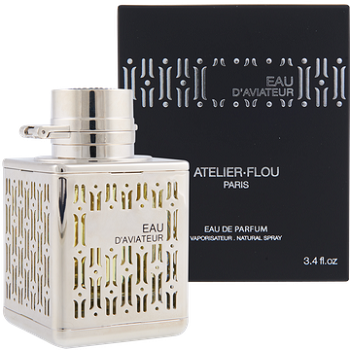 EAU
D'AVIATEUR
ATELIER·FLOU
PARIS
EAU DE PARFUM
VAPORISATEUR . NATURAL SPRAY
3.4 fl.oz
EAU
D'AVIATEUR